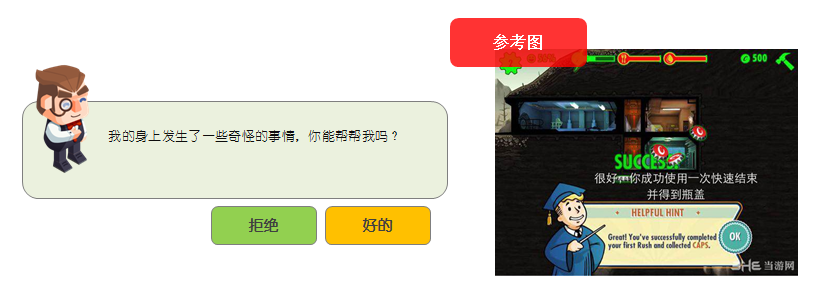 参考图
我的身上发生了一些奇怪的事情，你能帮帮我吗？
拒绝
好的
500
SUCCESS
很好，你成功使用一次快速结束
并得到瓶盖
HELPFUL HINT
Great! You've successfully completed
your first Rush and collected CAPS.
OK
当游网